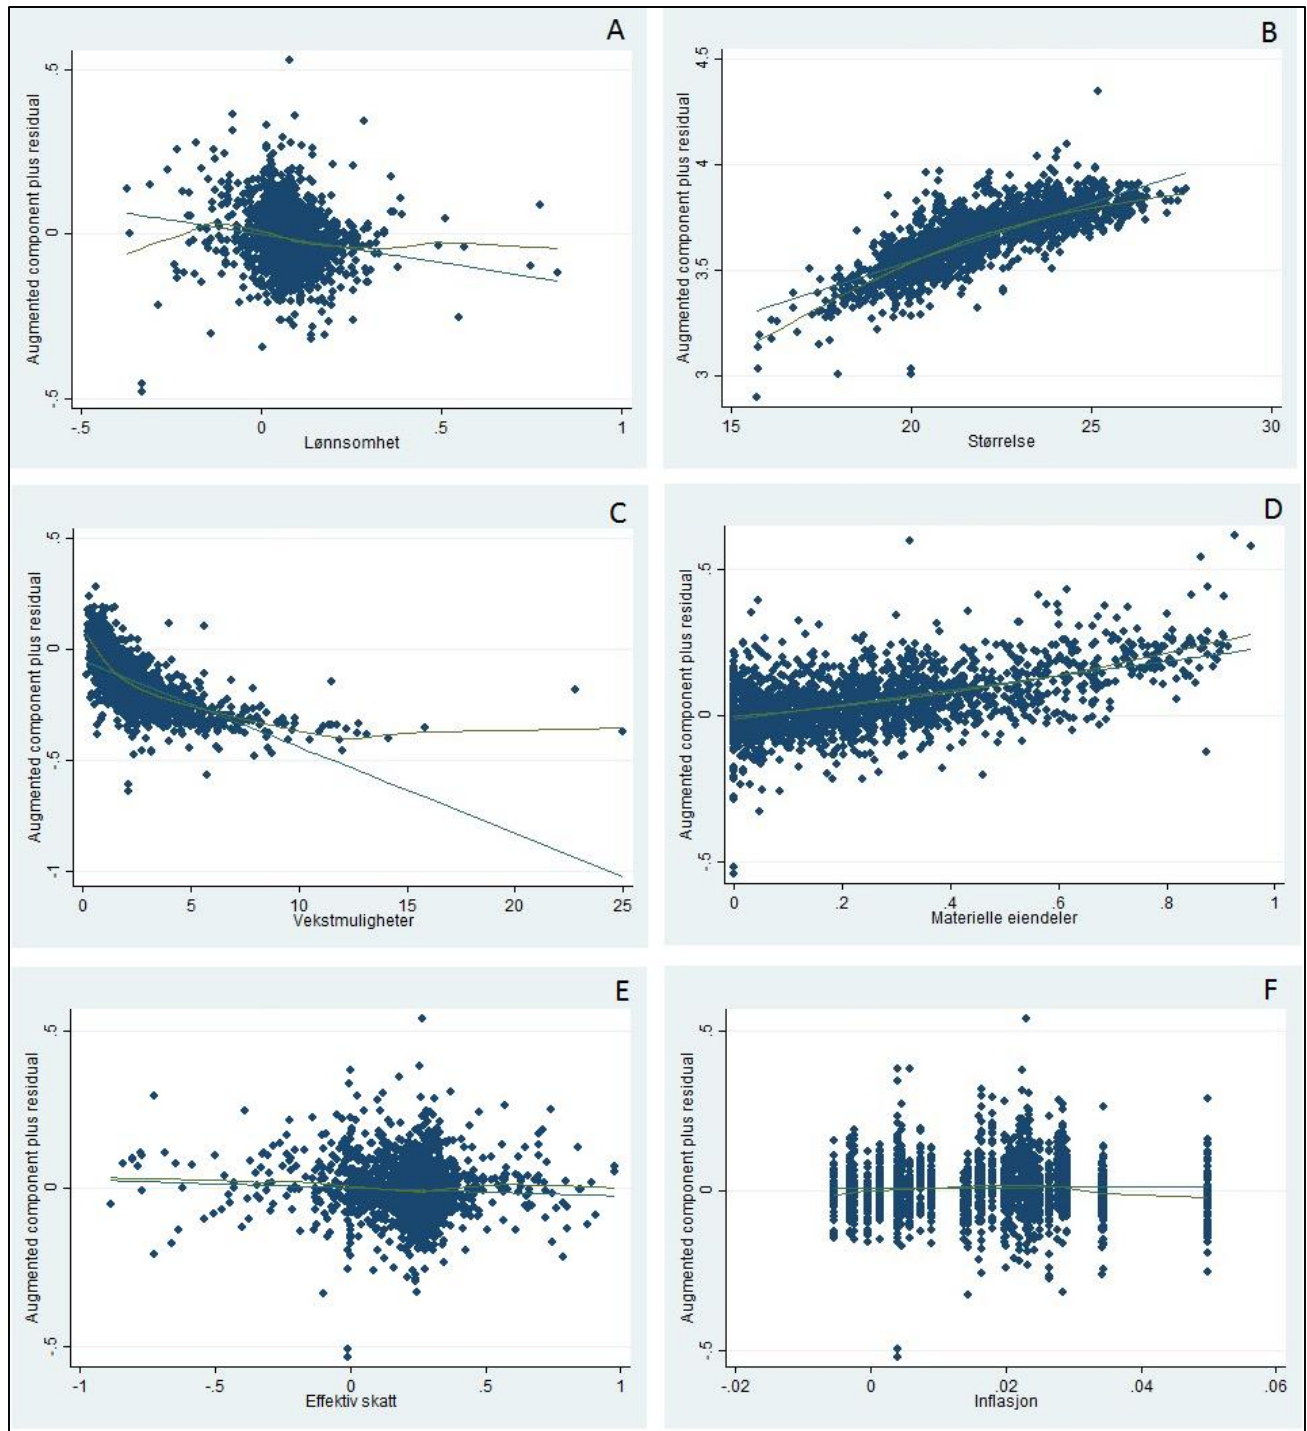 A
Augmented component plus residual
.5
0
-.5
-.5
0
.5
1
Lønnsomhet
B
Augmented component plus residual
4.5
4
3.5
3
15
20
25
30
Størrelse
C
Augmented component plus residual
.5
0
-.5
-1
0
5
10
15
20
25
Vekstmuligheter
D
Augmented component plus residual
.5
0
-.5
0
.2
.4
.6
.8
1
Materielle eiendeler
E
Augmented component plus residual
.5
0
-.5
-1
-.5
0
.5
1
Effektiv skatt
F
Augmented component plus residual
.5
0
-.5
-.02
0
.02
.04
.06
Inflasjon